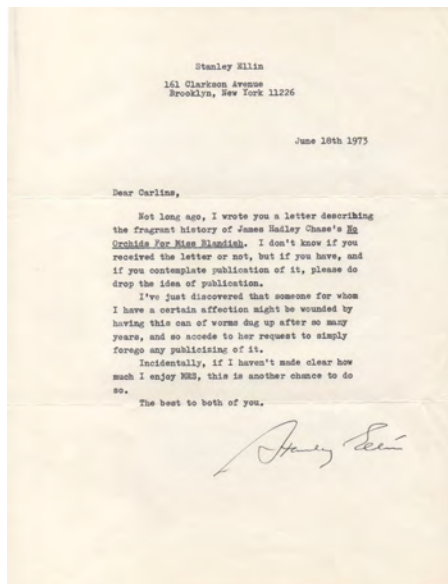 Stanley Ellin
161 Clarkson Avenue
Brooklyn, New York 11226
June 18th 1973
Dear Carlins,
Not long ago, I wrote you a letter describing
the fragrant history of James Hadley Chase's No
Orchids For Miss Blandish. I don't know if you
received the letter or not, but if you have, and
if you contemplate publication of it, please do
drop the idea of publication.
I've just discovered that someone for whom
I have a certain affection might be wounded by
having this can of worms dug up after so many
years, and so accede to her request to simply
forego any publicizing of it.
Incidentally, if I haven't made clear how
much I enjoy MRS, this is another chance to do
so.
The best to both of you.
Stanley Ellin